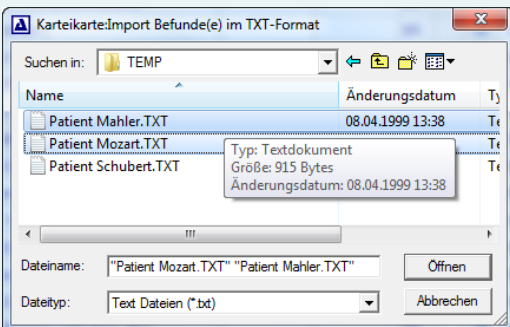 Karteikarte:Import Befunde(e) im TXT-Format
Suchen in: TEMP
Name Änderungsdatum Ty
Patient Mahler.TXT 08.04.1999 13:38 Te
Patient Mozart.TXT Te
Patient Schubert.TXT Te
Typ: Textdokument
Größe: 915 Bytes
Änderungsdatum: 08.04.1999 13:38
Dateiname: "Patient Mozart.TXT" "Patient Mahler.TXT" Öffnen
Dateityp: Text Dateien (*.txt) Abbrechen